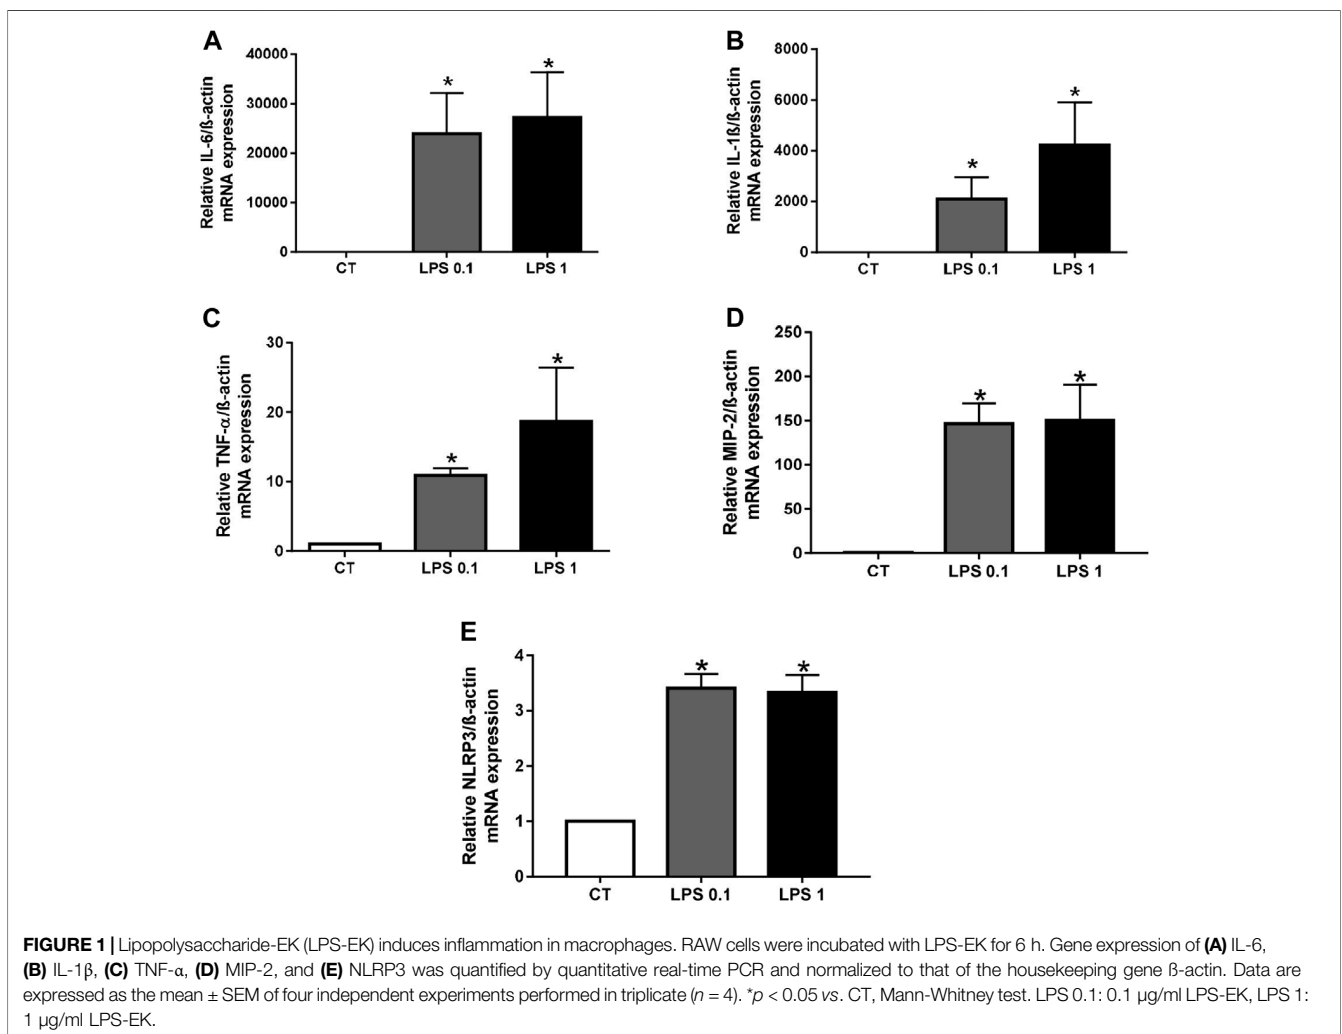 A
Relative IL-6/ß-actin
mRNA expression
40000
30000
20000
10000
0
*
*
CT
LPS 0.1
LPS 1
B
Relative IL-1ß/ß-actin
mRNA expression
8000
6000
4000
2000
0
*
*
CT
LPS 0.1
LPS 1
C
Relative TNF-α/ß-actin
mRNA expression
30
20
10
0
*
*
CT
LPS 0.1
LPS 1
D
Relative MIP-2/ß-actin
mRNA expression
250
200
150
100
50
0
*
*
CT
LPS 0.1
LPS 1
E
Relative NLRP3/ß-actin
mRNA expression
4
3
2
1
0
*
*
CT
LPS 0.1
LPS 1
FIGURE 1 | Lipopolysaccharide-EK (LPS-EK) induces inflammation in macrophages. RAW cells were incubated with LPS-EK for 6 h. Gene expression of (A) IL-6,
(B) IL-1β, (C) TNF-α, (D) MIP-2, and (E) NLRP3 was quantified by quantitative real-time PCR and normalized to that of the housekeeping gene ß-actin. Data are
expressed as the mean ± SEM of four independent experiments performed in triplicate (n = 4). *p < 0.05 vs. CT, Mann-Whitney test. LPS 0.1: 0.1 µg/ml LPS-EK, LPS 1:
1 µg/ml LPS-EK.